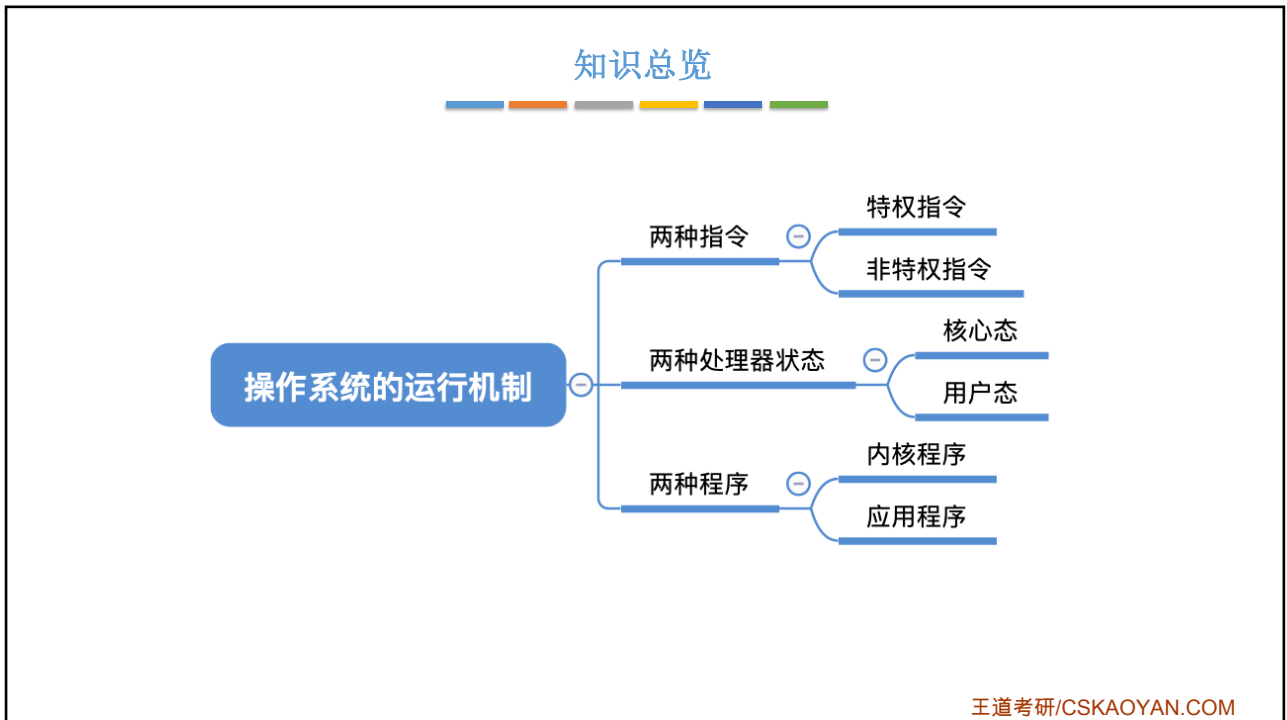 知识总览
操作系统的运行机制
两种指令
特权指令
非特权指令
两种处理器状态
核心态
用户态
两种程序
内核程序
应用程序
王道考研/CSKAOYAN.COM